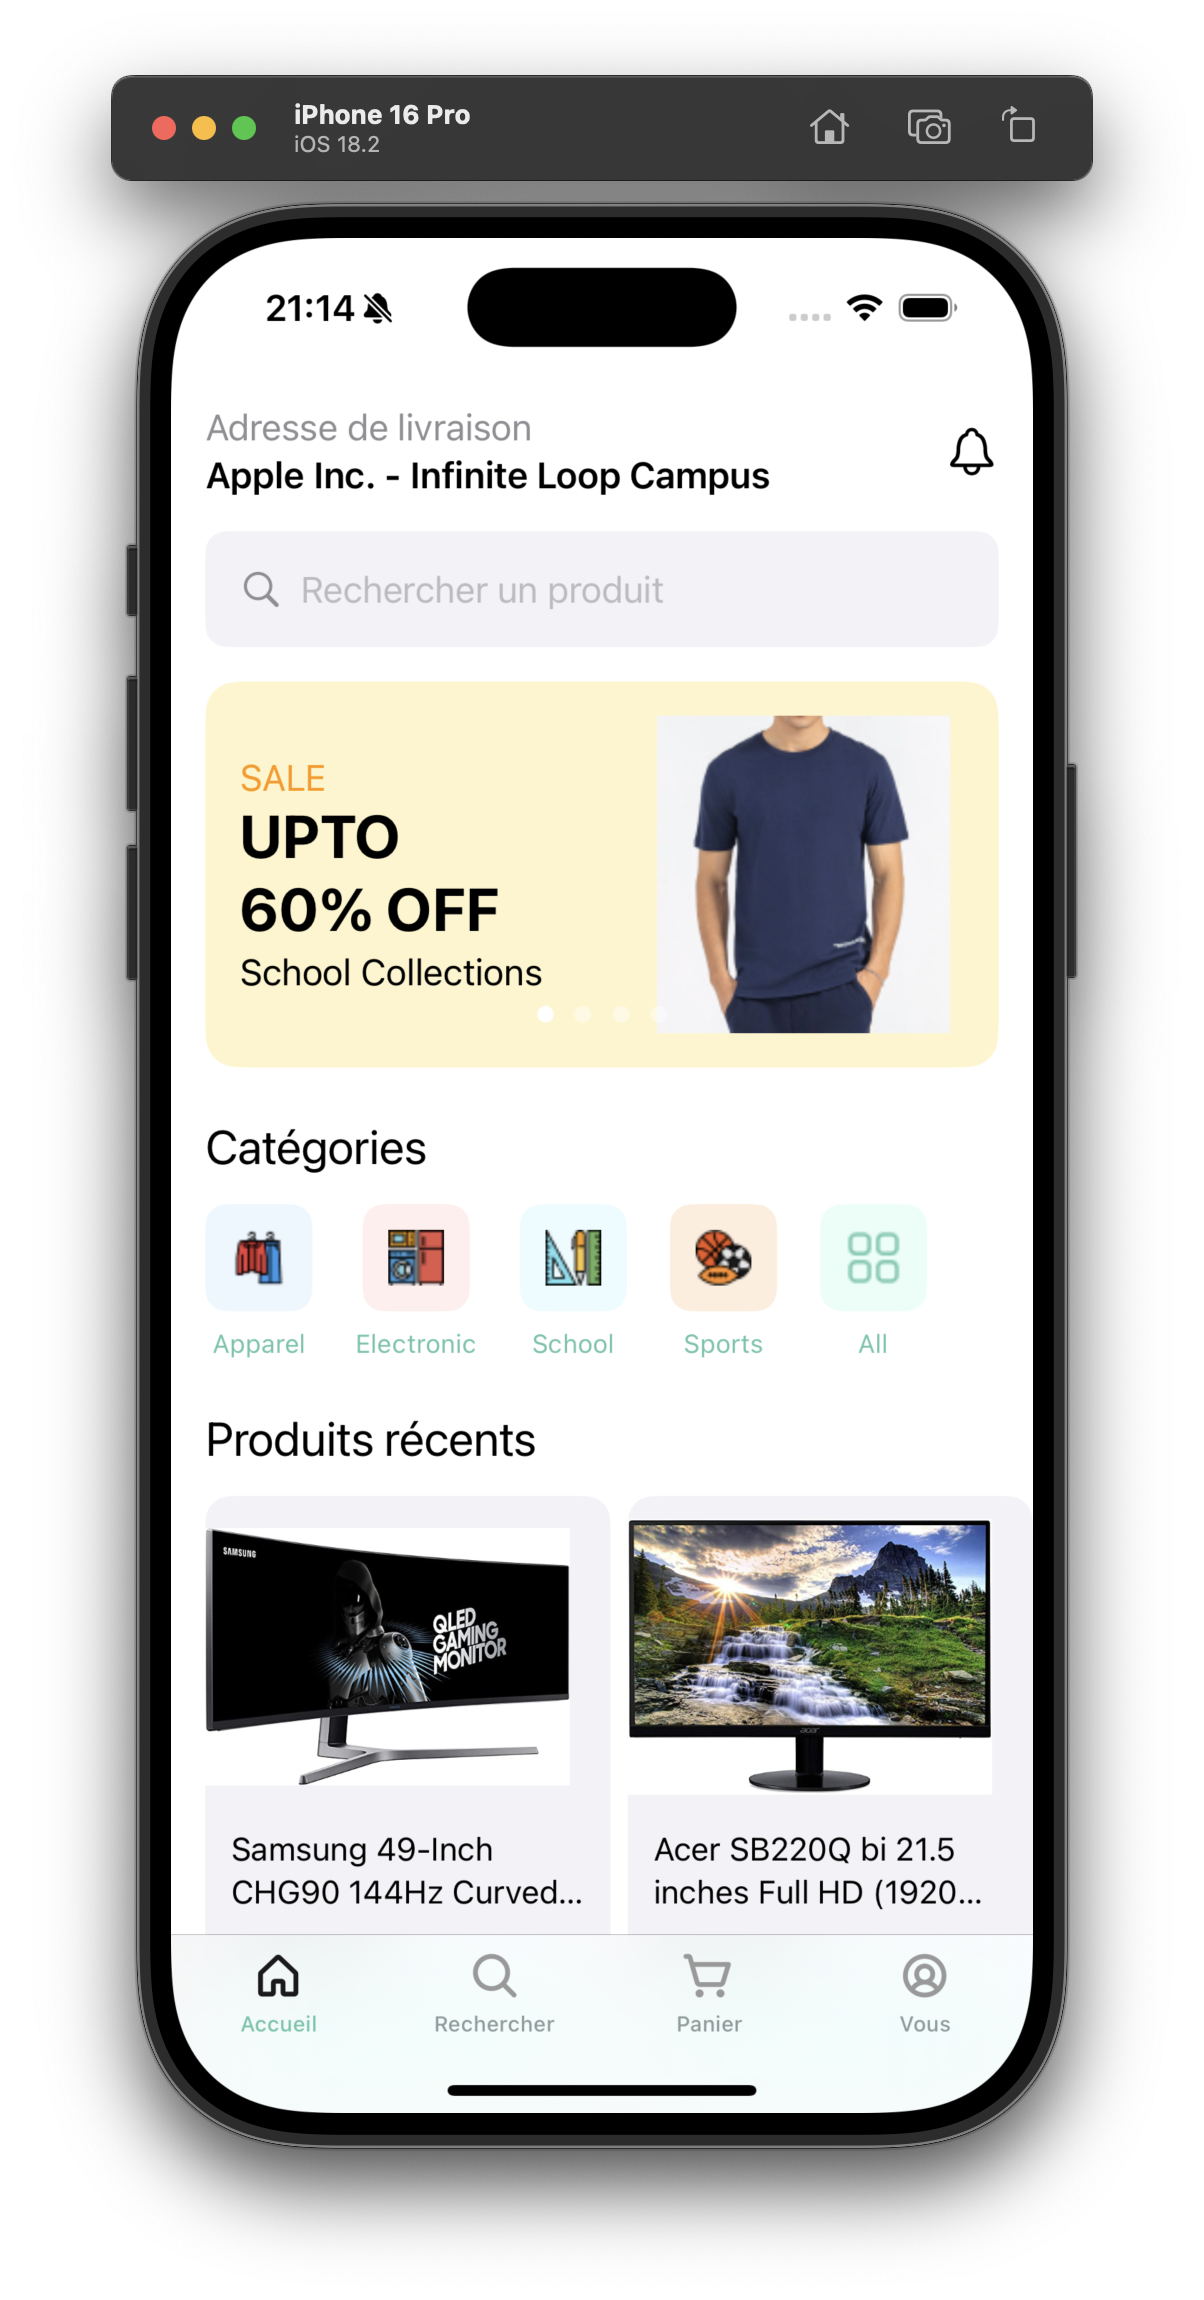 iPhone 16 Pro
iOS 18.2
21:14
Adresse de livraison
Apple Inc. - Infinite Loop Campus
Rechercher un produit
SALE
UPTO
60% OFF
School Collections
Catégories
Apparel
Electronic
School
Sports
All
Produits récents
SAMSUNG
QLED
GAMING
MONITOR
acer
Samsung 49-Inch
CHG90 144Hz Curved...
Acer SB220Q bi 21.5
inches Full HD (1920...
Accueil
Rechercher
Panier
Vous